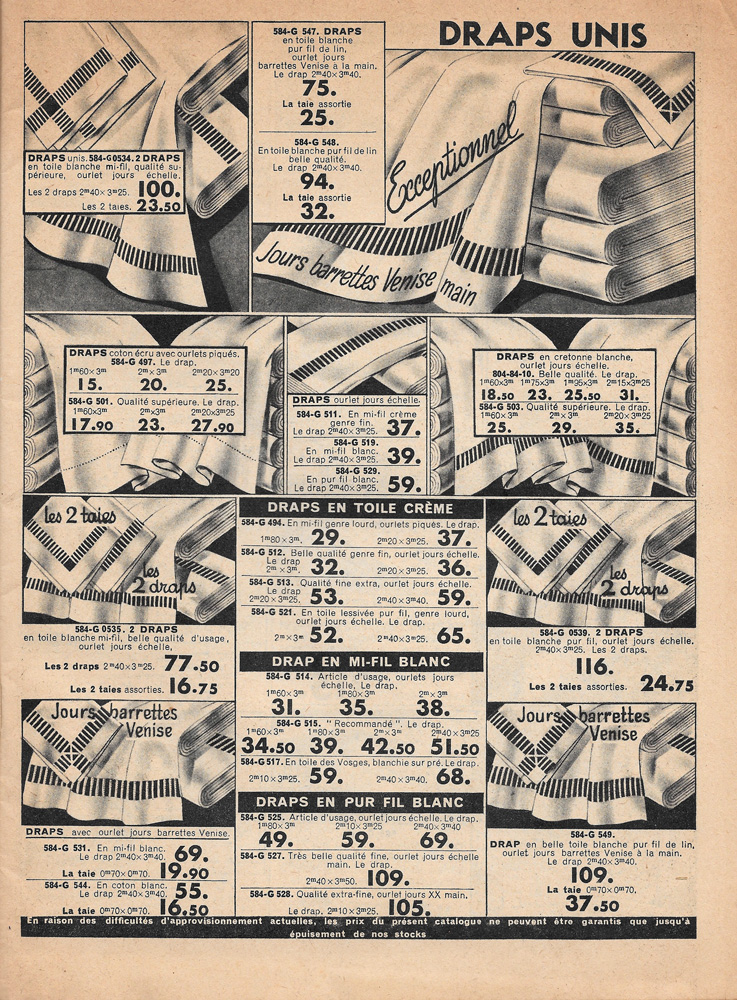 DRAPS UNIS
584-G 547. DRAPS
en toile blanche
pur fil de lin,
ourlet jours
barrettes Venise à la main.
Le drap 2m40×3m40.
75.
La taie assortie
25.
584-G 548.
En toile blanche pur fil de lin
belle qualité.
Le drap 2m40×3m40.
94.
La taie assortie
32.
Exceptionnel
Jours barrettes Venise main
DRAPS unis. 584-G 0534. 2 DRAPS
en toile blanche mi-fil, qualité su-
périeure, ourlet jours échelle.
Les 2 draps 2m40×3m25. 100.
Les 2 taies. 23.50
DRAPS coton écru avec ourlets piqués.
584-G 497. Le drap.
1m60×3m 2m×3m 2m20×3m20
15. 20. 25.
584-G 501. Qualité supérieure. Le drap.
1m60×3m 2m×3m 2m20×3m25
17.90 23. 27.90
DRAPS ourlet jours échelle.
584-G 511. En mi-fil crème
genre fin.
Le drap 2m40×3m25. 37.
584-G 519.
En mi-fil blanc.
Le drap 2m40×3m25. 39.
584-G 529.
En pur fil blanc.
Le drap 2m40×3m25. 59.
DRAPS en cretonne blanche,
ourlet jours échelle.
804-84-10. Belle qualité. Le drap.
1m60×3m 1m75×3m 1m95×3m 2m15×3m25
18.50 23. 25.50 31.
584-G 503. Qualité supérieure. Le drap.
1m60×3m 2m×3m 2m20×3m25
25. 29. 35.
les 2 taies
les
2 draps
584-G 0535. 2 DRAPS
en toile blanche mi-fil, belle qualité d'usage,
ourlet jours échelle,
Les 2 draps 2m40×3m25. 77.50
Les 2 taies assorties. 16.75
Jours barrettes
Venise
DRAPS avec ourlet jours barrettes Venise.
584-G 531. En mi-fil blanc.
Le drap 2m40×3m40. 69.
La taie 0m70×0m70. 19.90
584-G 544. En coton blanc.
Le drap 2m40×3m40. 55.
La taie 0m70×0m70. 16.50
DRAPS EN TOILE CRÈME
584-G 494. En mi-fil genre lourd, ourlets piqués. Le drap.
1m80×3m. 29. 2m20×3m25. 37.
584-G 512. Belle qualité genre fin, ourlet jours échelle.
Le drap
2m×3m. 32. 2m20×3m25. 36.
584-G 513. Qualité fine extra, ourlet jours échelle.
Le drap
2m20×3m25. 53. 2m40×3m40. 59.
584-G 521. En toile lessivée pur fil, genre lourd,
ourlet jours échelle. Le drap.
2m×3m 52. 2m40×3m25. 65.
DRAP EN MI-FIL BLANC
584-G 514. Article d'usage, ourlets jours
échelle, Le drap.
1m60×3m 1m80×3m 2m×3m
31. 35. 38.
584-G 515. "Recommandé". Le drap.
1m60×3m 1m80×3m 2m×3m 2m40×3m25
34.50 39. 42.50 51.50
584-G 517. En toile des Vosges, blanchie sur pré. Le drap.
2m10×3m25. 59. 2m40×3m40. 68.
DRAPS EN PUR FIL BLANC
584-G 525. Article d'usage, ourlet jours échelle. Le drap.
1m80×3m 2m10×3m25 2m40×3m40
49. 59. 69.
584-G 527. Très belle qualité fine, ourlet jours échelle
main. Le drap.
2m40×3m50. 109.
584-G 528. Qualité extra-fine, ourlet jours XX main.
Le drap. 2m10×3m25. 105.
les 2 taies
les
2 draps
584-G 0539. 2 DRAPS
en toile blanche pur fil, ourlet jours échelle.
2m40×3m25. Les 2 draps.
116.
Les 2 taies assorties. 24.75
Jours barrettes
Venise
584-G 549.
DRAP en belle toile blanche pur fil de lin,
ourlet jours barrettes Venise à la main.
Le drap 2m40×3m40.
109.
La taie 0m70×0m70.
37.50
En raison des difficultés d'approvisionnement actuelles, les prix du présent catalogue ne peuvent être garantis que jusqu'à
épuisement de nos stocks